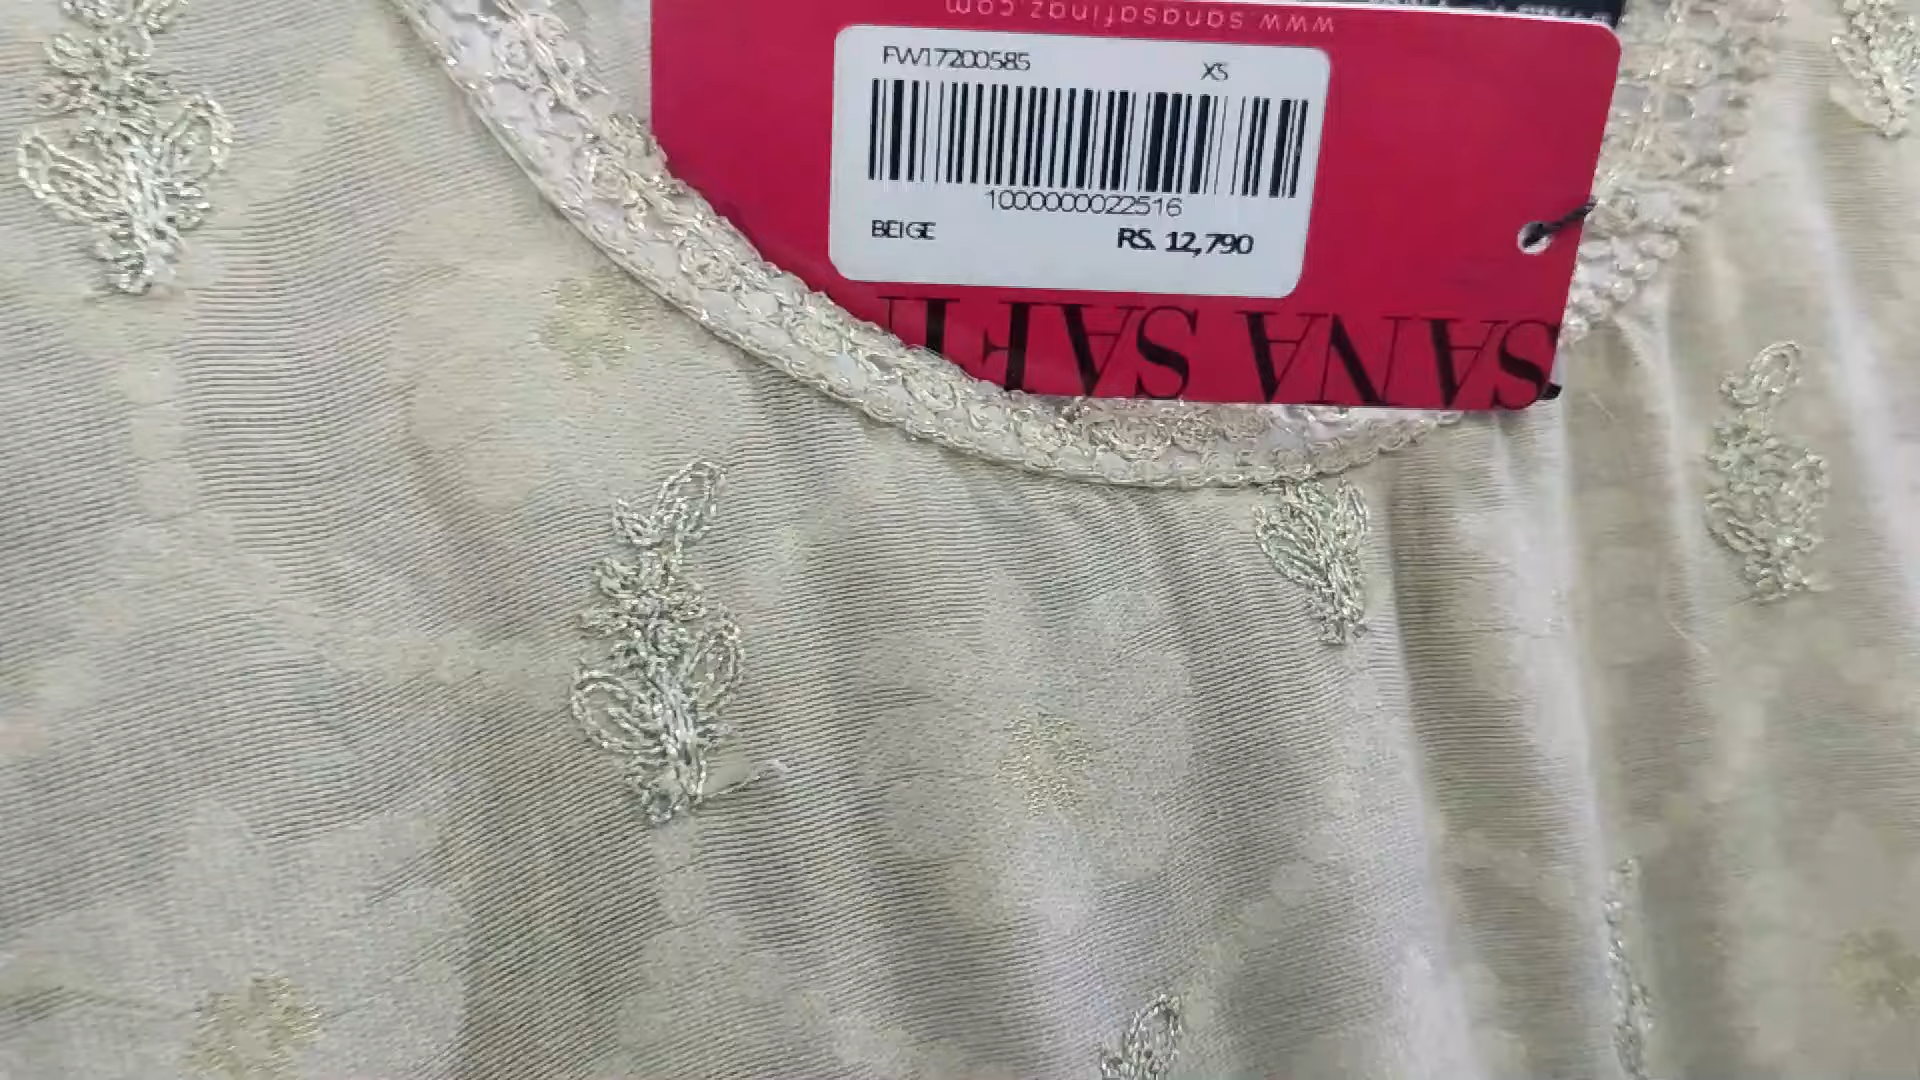 www.sanasafinaz.com
FW17200585 XS
1000000022516
BEIGE RS. 12,790
SANA SAFI